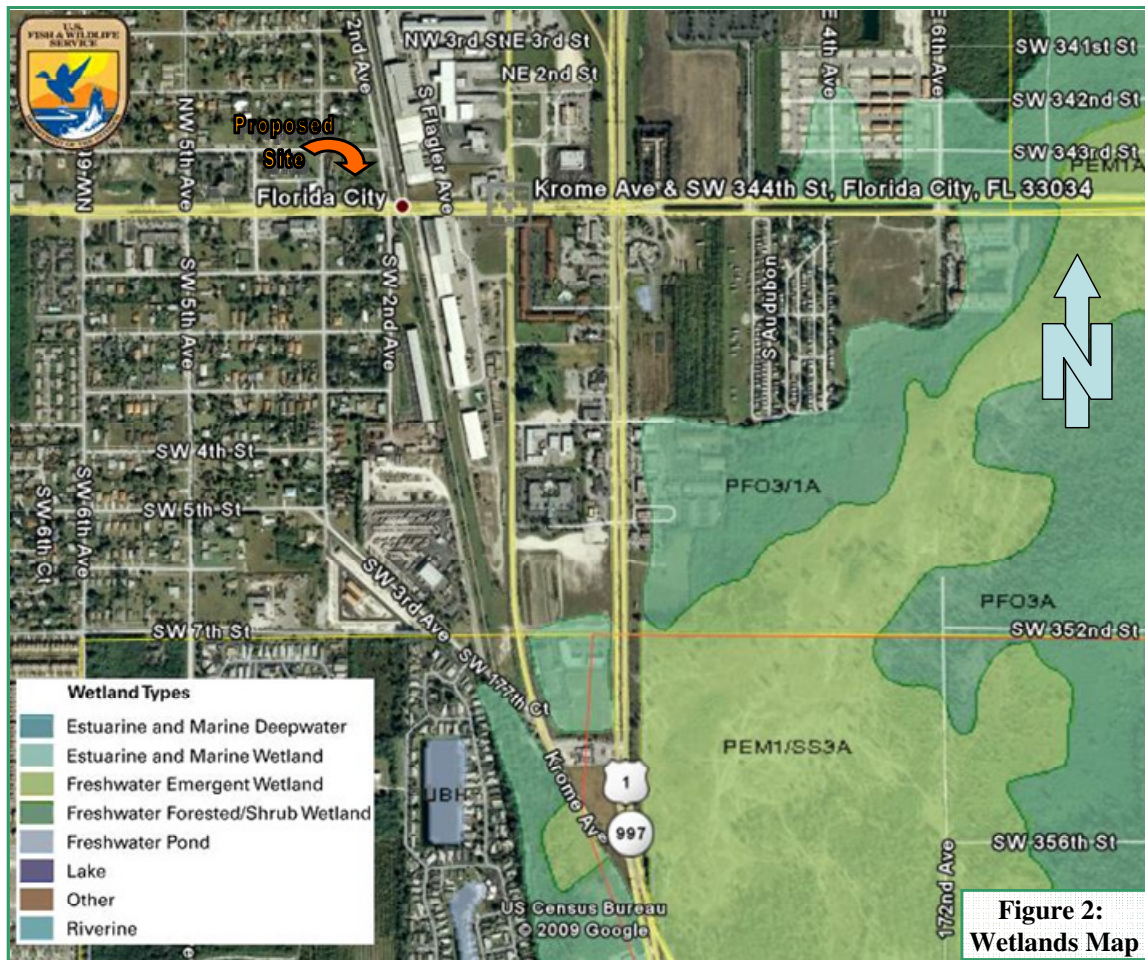 U.S.
FISH & WILDLIFE
SERVICE
2nd Ave
NW 3rd St
NE 3rd St
NE 2nd St
E 4th Ave
E 6th Ave
SW 341st St
SW 342nd St
SW 343rd St
PEM1A
NW 5th Ave
S Flagler Ave
Proposed
Site
Florida City
Krome Ave & SW 344th St, Florida City, FL 33034
SW 5th Ave
SW 2nd Ave
S Audubon
N
SW 4th St
SW 5th St
SW 6th Ct
SW 6th Ave
SW 3rd Ave
PFO3/1A
PFO3A
SW 7th St
SW 352nd St
SW 177th Ct
Krome Ave
PEM1/SS3A
UBH
1
997
172nd Ave
SW 356th St
US Census Bureau
© 2009 Google
Wetland Types
Estuarine and Marine Deepwater
Estuarine and Marine Wetland
Freshwater Emergent Wetland
Freshwater Forested/Shrub Wetland
Freshwater Pond
Lake
Other
Riverine
Figure 2:
Wetlands Map